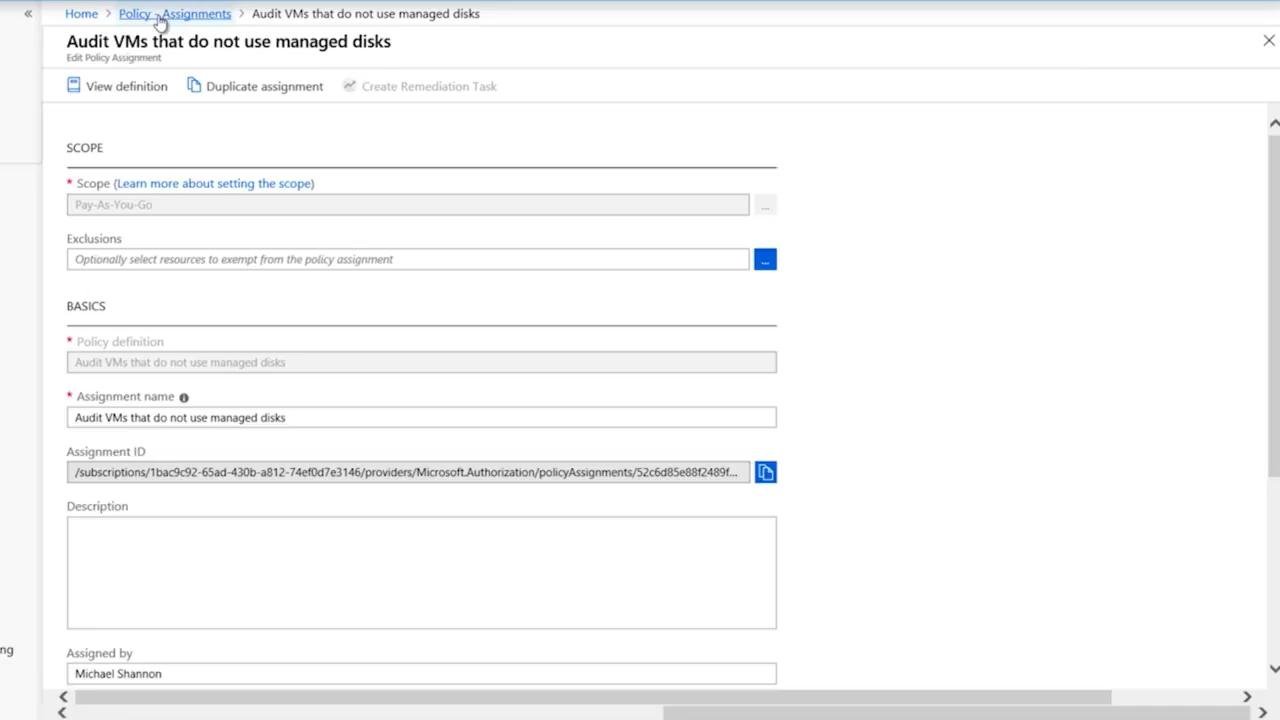 « Home > Policy - Assignments > Audit VMs that do not use managed disks
Audit VMs that do not use managed disks
Edit Policy Assignment
View definition Duplicate assignment Create Remediation Task
SCOPE
* Scope (Learn more about setting the scope)
Pay-As-You-Go ...
Exclusions
Optionally select resources to exempt from the policy assignment ...
BASICS
* Policy definition
Audit VMs that do not use managed disks
* Assignment name
Audit VMs that do not use managed disks
Assignment ID
/subscriptions/1bac9c92-65ad-430b-a812-74ef0d7e3146/providers/Microsoft.Authorization/policyAssignments/52c6d85e88f2489f...
Description
ng
Assigned by
Michael Shannon